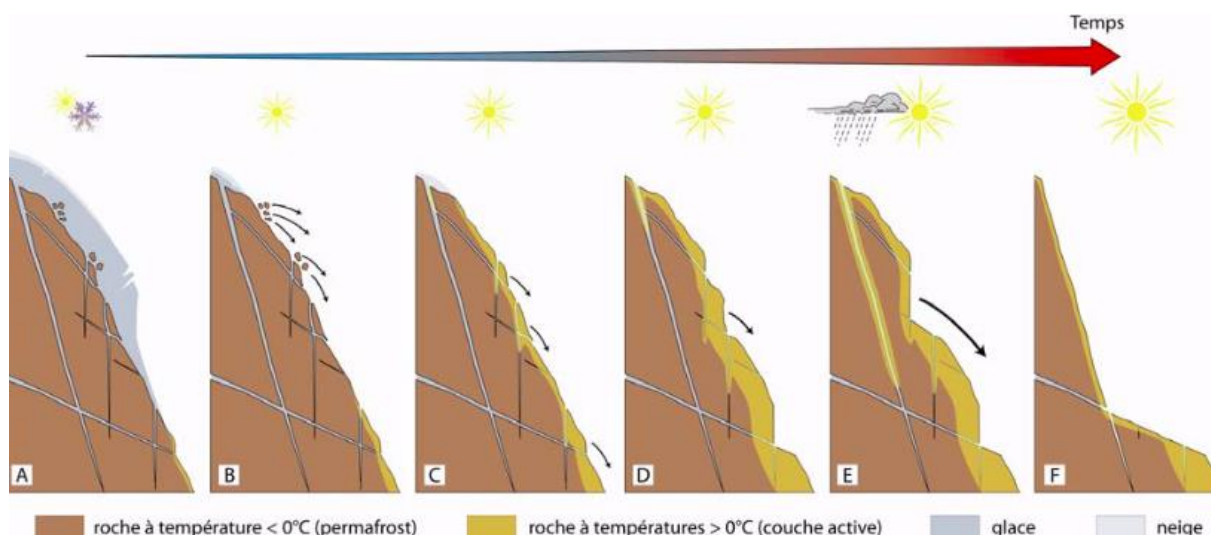 Temps
A B C D E F
roche à température < 0°C (permafrost) roche à températures > 0°C (couche active) glace neige